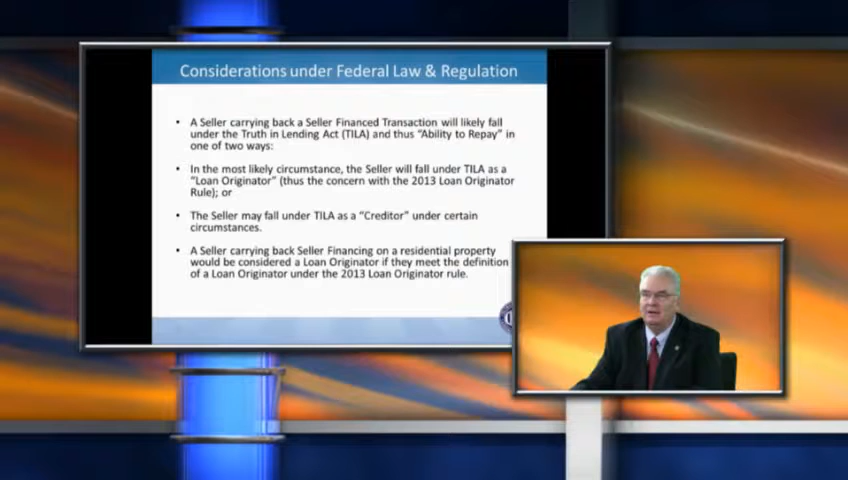 Considerations under Federal Law & Regulation
• A Seller carrying back a Seller Financed Transaction will likely fall
under the Truth in Lending Act (TILA) and thus “Ability to Repay” in
one of two ways:
• In the most likely circumstance, the Seller will fall under TILA as a
“Loan Originator” (thus the concern with the 2013 Loan Originator
Rule); or
• The Seller may fall under TILA as a “Creditor” under certain
circumstances.
• A Seller carrying back Seller Financing on a residential property
would be considered a Loan Originator if they meet the definition
of a Loan Originator under the 2013 Loan Originator rule.